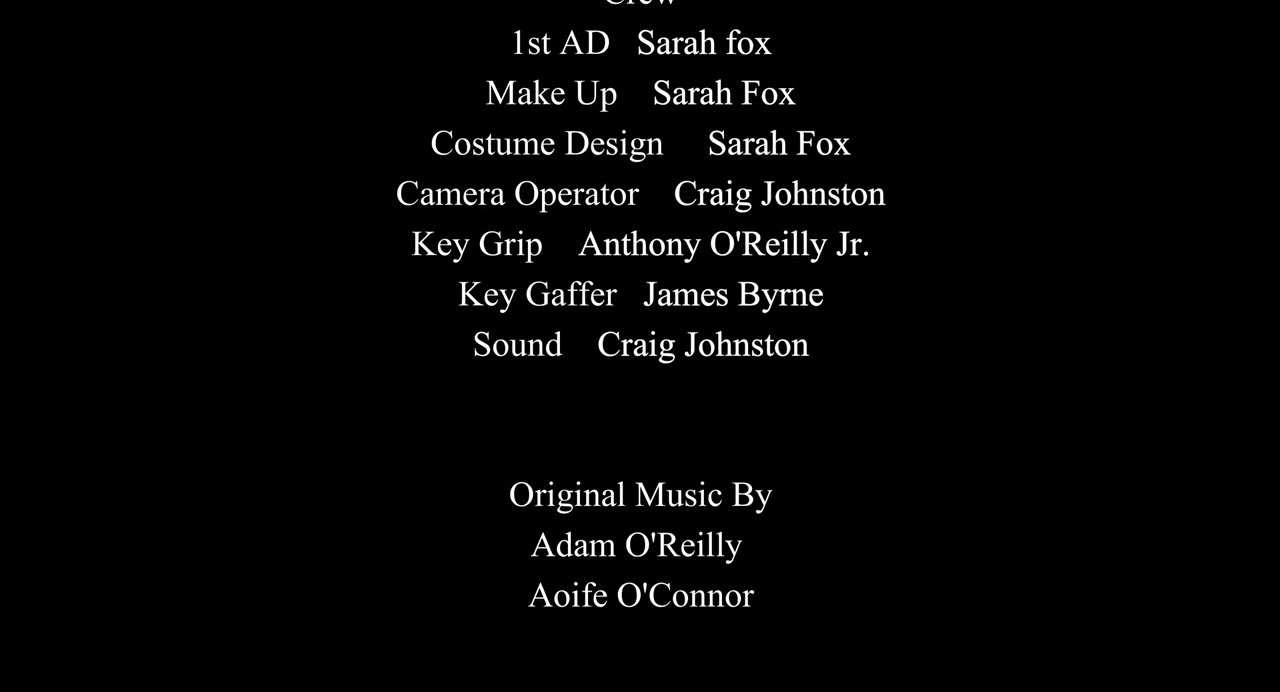 Crew
1st AD Sarah fox
Make Up Sarah Fox
Costume Design Sarah Fox
Camera Operator Craig Johnston
Key Grip Anthony O'Reilly Jr.
Key Gaffer James Byrne
Sound Craig Johnston
Original Music By
Adam O'Reilly
Aoife O'Connor